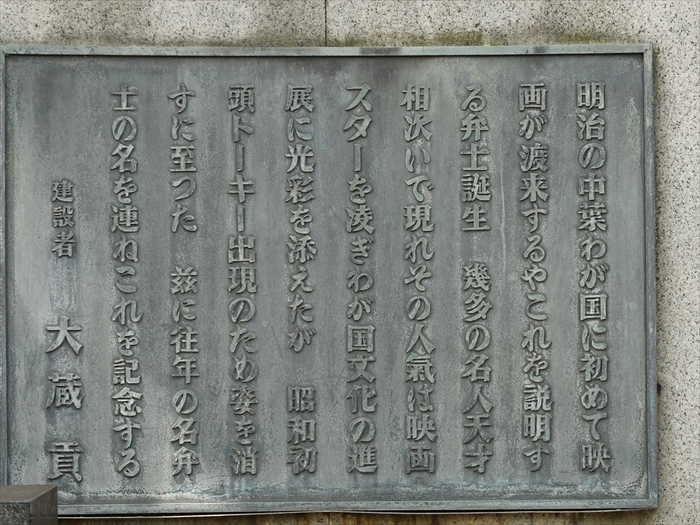 明治の中葉わが国に初めて映
画が渡来するやこれを説明す
る弁士誕生　幾多の名人天才
相次いで現れその人氣は映画
スターを凌ぎわが国文化の進
展に光彩を添えたが　昭和初
頭トーキー出現のため姿を消
すに至つた　茲に往年の名弁
士の名を連ねこれを記念する
建設者　大蔵貢